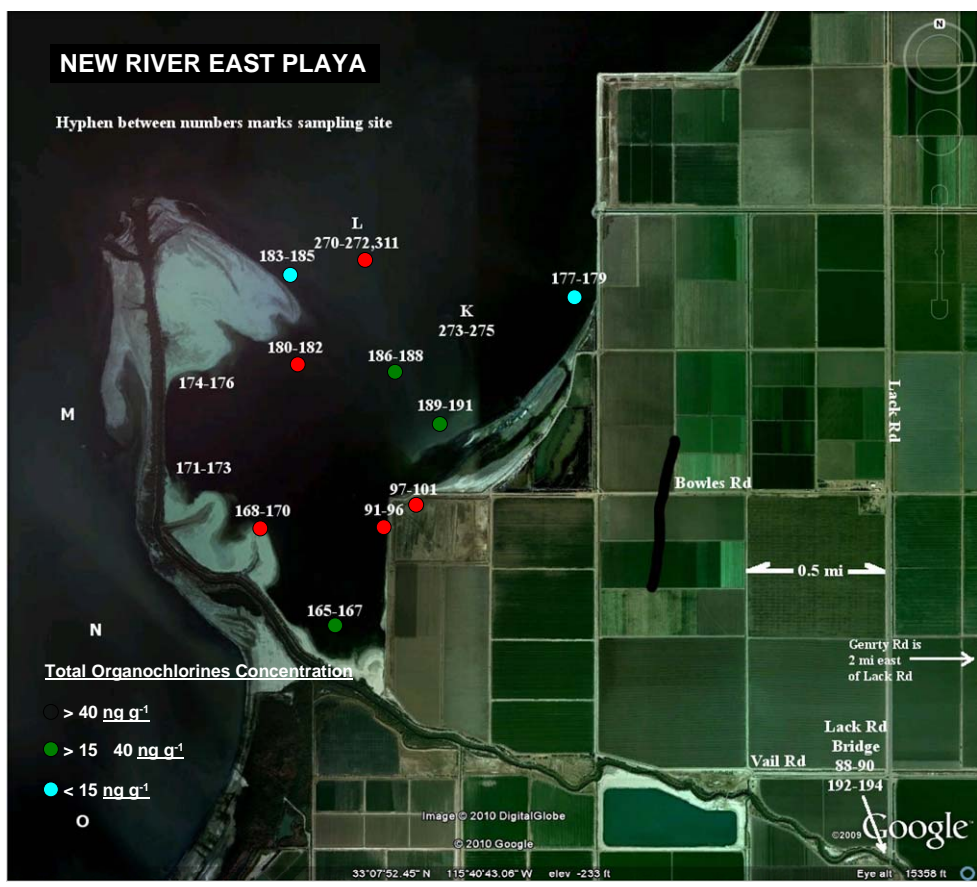 NEW RIVER EAST PLAYA
N
Hyphen between numbers marks sampling site
L
270-272,311
183-185
177-179
K
273-275
180-182
186-188
174-176
189-191
M
Lack Rd
171-173
Bowles Rd
97-101
168-170
91-96
0.5 mi
165-167
N
Genrty Rd is
2 mi east
of Lack Rd
Total Organochlorines Concentration
> 40 ng g-1
> 15 40 ng g-1
< 15 ng g-1
O
Lack Rd
Bridge
88-90
192-194
Vail Rd
Image © 2010 DigitalGlobe
© 2010 Google
©2009 Google™
33°07'52.45" N 115°40'43.06" W elev -233 ft
Eye alt 15358 ft